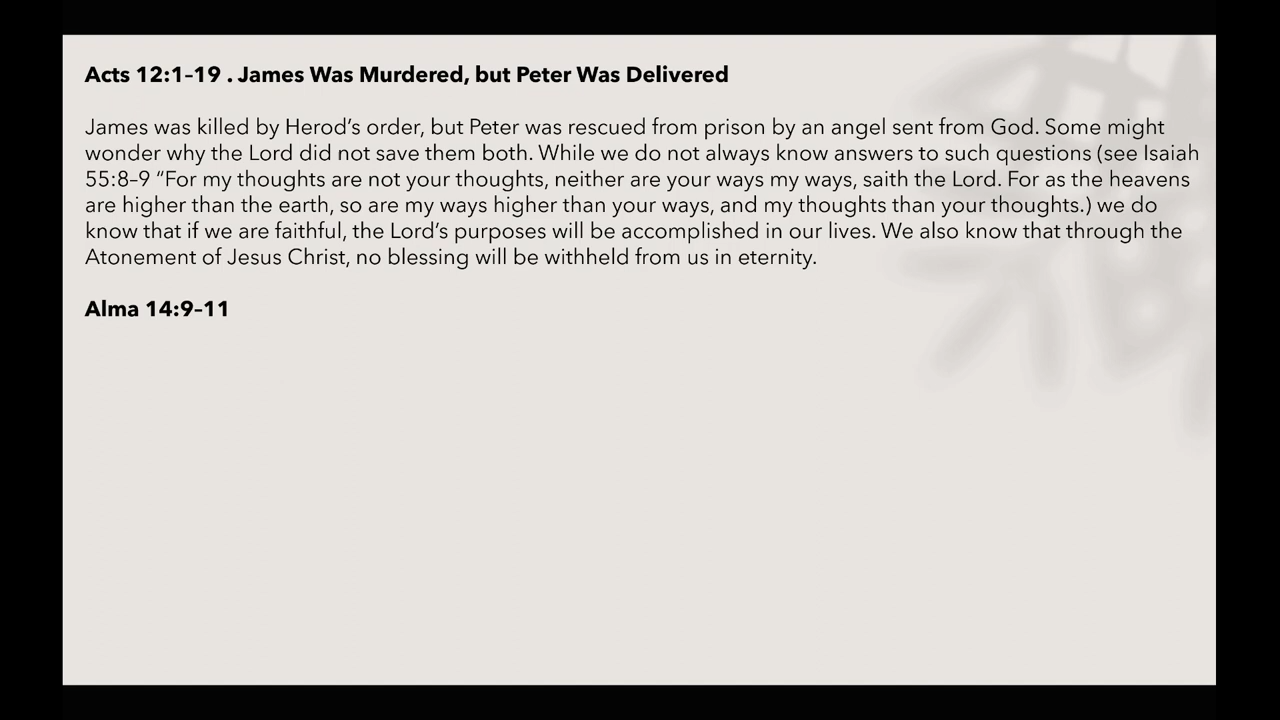 Acts 12:1–19 . James Was Murdered, but Peter Was Delivered
James was killed by Herod’s order, but Peter was rescued from prison by an angel sent from God. Some might
wonder why the Lord did not save them both. While we do not always know answers to such questions (see Isaiah
55:8–9 “For my thoughts are not your thoughts, neither are your ways my ways, saith the Lord. For as the heavens
are higher than the earth, so are my ways higher than your ways, and my thoughts than your thoughts.) we do
know that if we are faithful, the Lord’s purposes will be accomplished in our lives. We also know that through the
Atonement of Jesus Christ, no blessing will be withheld from us in eternity.
Alma 14:9–11